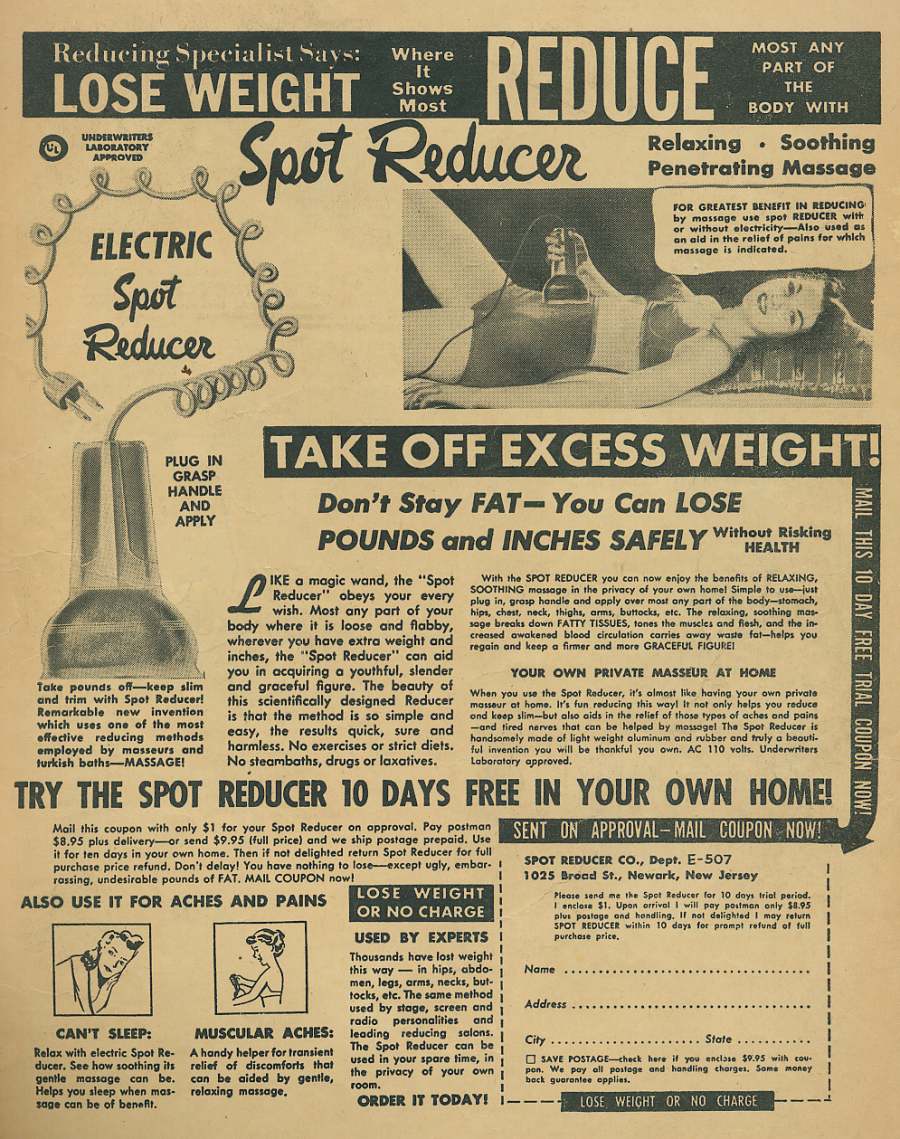 Reducing Specialist Says:
LOSE WEIGHT
Where
It
Shows
Most
REDUCE
MOST ANY
PART OF
THE
BODY WITH
UL
UNDERWRITERS
LABORATORY
APPROVED
Spot Reducer
Relaxing • Soothing
Penetrating Massage
ELECTRIC
Spot
Reducer
FOR GREATEST BENEFIT IN REDUCING
by massage use spot REDUCER with
or without electricity—Also used as
an aid in the relief of pains for which
massage is indicated.
PLUG IN
GRASP
HANDLE
AND
APPLY
TAKE OFF EXCESS WEIGHT!
Don't Stay FAT—You Can LOSE
POUNDS and INCHES SAFELY Without Risking
HEALTH
MAIL THIS 10 DAY FREE TRIAL COUPON NOW!
Take pounds off—keep slim
and trim with Spot Reducer!
Remarkable new invention
which uses one of the most
effective reducing methods
employed by masseurs and
turkish baths—MASSAGE!
LIKE a magic wand, the "Spot
Reducer" obeys your every
wish. Most any part of your
body where it is loose and flabby,
wherever you have extra weight and
inches, the "Spot Reducer" can aid
you in acquiring a youthful, slender
and graceful figure. The beauty of
this scientifically designed Reducer
is that the method is so simple and
easy, the results quick, sure and
harmless. No exercises or strict diets.
No steambaths, drugs or laxatives.
With the SPOT REDUCER you can now enjoy the benefits of RELAXING,
SOOTHING massage in the privacy of your own home! Simple to use—just
plug in, grasp handle and apply over most any part of the body—stomach,
hips, chest, neck, thighs, arms, buttocks, etc. The relaxing, soothing mas-
sage breaks down FATTY TISSUES, tones the muscles and flesh, and the in-
creased awakened blood circulation carries away waste fat—helps you
regain and keep a firmer and more GRACEFUL FIGURE!
YOUR OWN PRIVATE MASSEUR AT HOME
When you use the Spot Reducer, it's almost like having your own private
masseur at home. It's fun reducing this way! It not only helps you reduce
and keep slim—but also aids in the relief of those types of aches and pains
—and tired nerves that can be helped by massage! The Spot Reducer is
handsomely made of light weight aluminum and rubber and truly a beauti-
ful invention you will be thankful you own. AC 110 volts. Underwriters
Laboratory approved.
TRY THE SPOT REDUCER 10 DAYS FREE IN YOUR OWN HOME!
Mail this coupon with only $1 for your Spot Reducer on approval. Pay postman
$8.95 plus delivery—or send $9.95 (full price) and we ship postage prepaid. Use
it for ten days in your own home. Then if not delighted return Spot Reducer for full
purchase price refund. Don't delay! You have nothing to lose—except ugly, embar-
rassing, undesirable pounds of FAT. MAIL COUPON now!
ALSO USE IT FOR ACHES AND PAINS
CAN'T SLEEP:
Relax with electric Spot Re-
ducer. See how soothing its
gentle massage can be.
Helps you sleep when mas-
sage can be of benefit.
MUSCULAR ACHES:
A handy helper for transient
relief of discomforts that
can be aided by gentle,
relaxing massage.
LOSE WEIGHT
OR NO CHARGE
USED BY EXPERTS
Thousands have lost weight
this way — in hips, abdo-
men, legs, arms, necks, but-
tocks, etc. The same method
used by stage, screen and
radio personalities and
leading reducing salons.
The Spot Reducer can be
used in your spare time, in
the privacy of your own
room.
ORDER IT TODAY!
SENT ON APPROVAL—MAIL COUPON NOW!
SPOT REDUCER CO., Dept. E-507
1025 Broad St., Newark, New Jersey
Please send me the Spot Reducer for 10 days trial period.
I enclose $1. Upon arrival I will pay postman only $8.95
plus postage and handling. If not delighted I may return
SPOT REDUCER within 10 days for prompt refund of full
purchase price.
Name ........................................
Address ........................................
City ........................ State ............
SAVE POSTAGE—check here if you enclose $9.95 with cou-
pon. We pay all postage and handling charges. Same money
back guarantee applies.
LOSE WEIGHT OR NO CHARGE